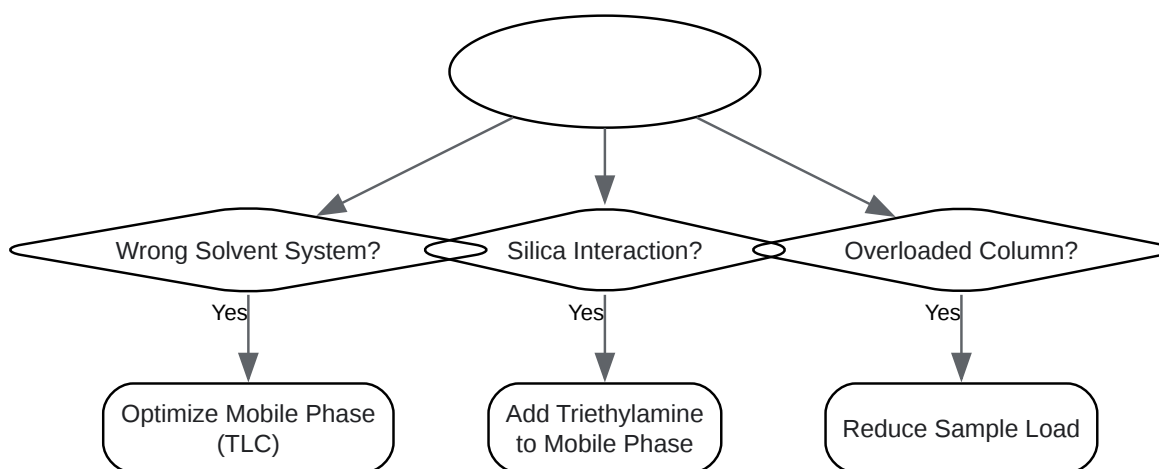 Wrong Solvent System?
Silica Interaction?
Overloaded Column?
Yes
Yes
Yes
Optimize Mobile Phase
(TLC)
Add Triethylamine
to Mobile Phase
Reduce Sample Load